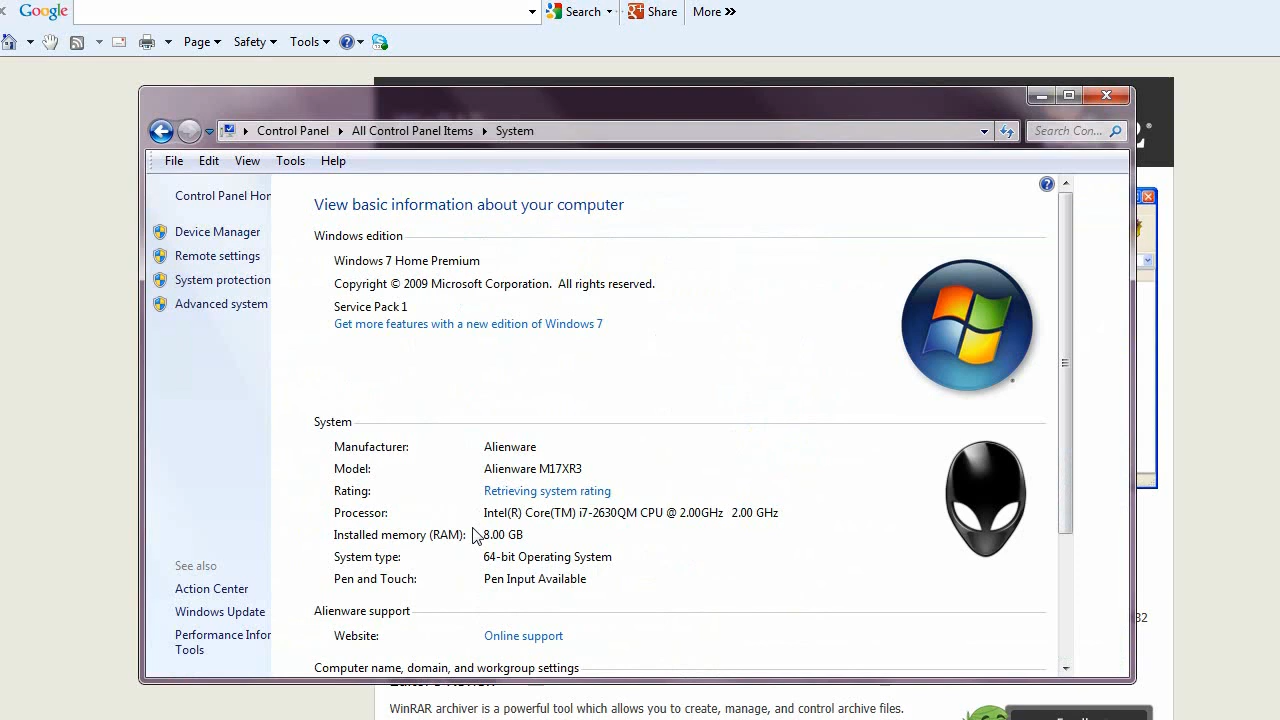 Google Search Share More »
Page Safety Tools
Control Panel All Control Panel Items System Search Con...
File Edit View Tools Help
Control Panel Hor
Device Manager
Remote settings
System protection
Advanced system
See also
Action Center
Windows Update
Performance Infor
Tools
View basic information about your computer
Windows edition
Windows 7 Home Premium
Copyright © 2009 Microsoft Corporation. All rights reserved.
Service Pack 1
Get more features with a new edition of Windows 7
System
Manufacturer: Alienware
Model: Alienware M17XR3
Rating: Retrieving system rating
Processor: Intel(R) Core(TM) i7-2630QM CPU @ 2.00GHz 2.00 GHz
Installed memory (RAM): 8.00 GB
System type: 64-bit Operating System
Pen and Touch: Pen Input Available
Alienware support
Website: Online support
Computer name, domain, and workgroup settings
32
WinRAR archiver is a powerful tool which allows you to create, manage, and control archive files.